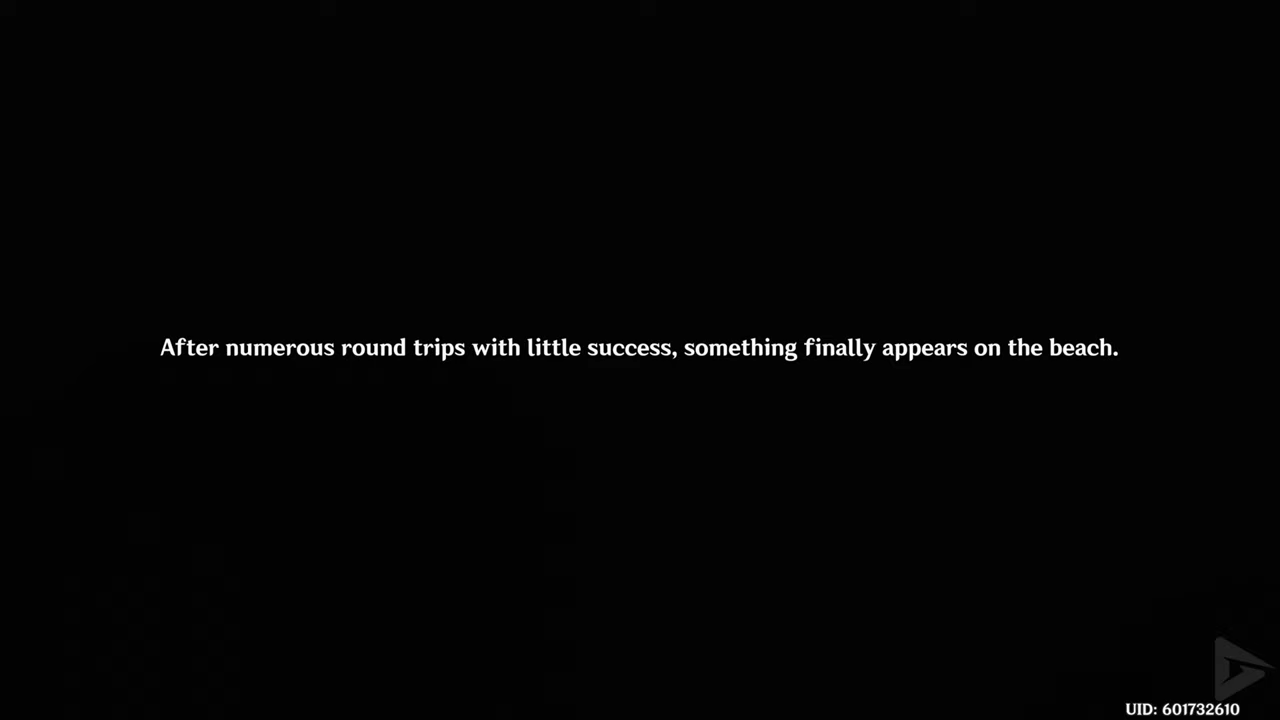 After numerous round trips with little success, something finally appears on the beach.
UID: 601732610